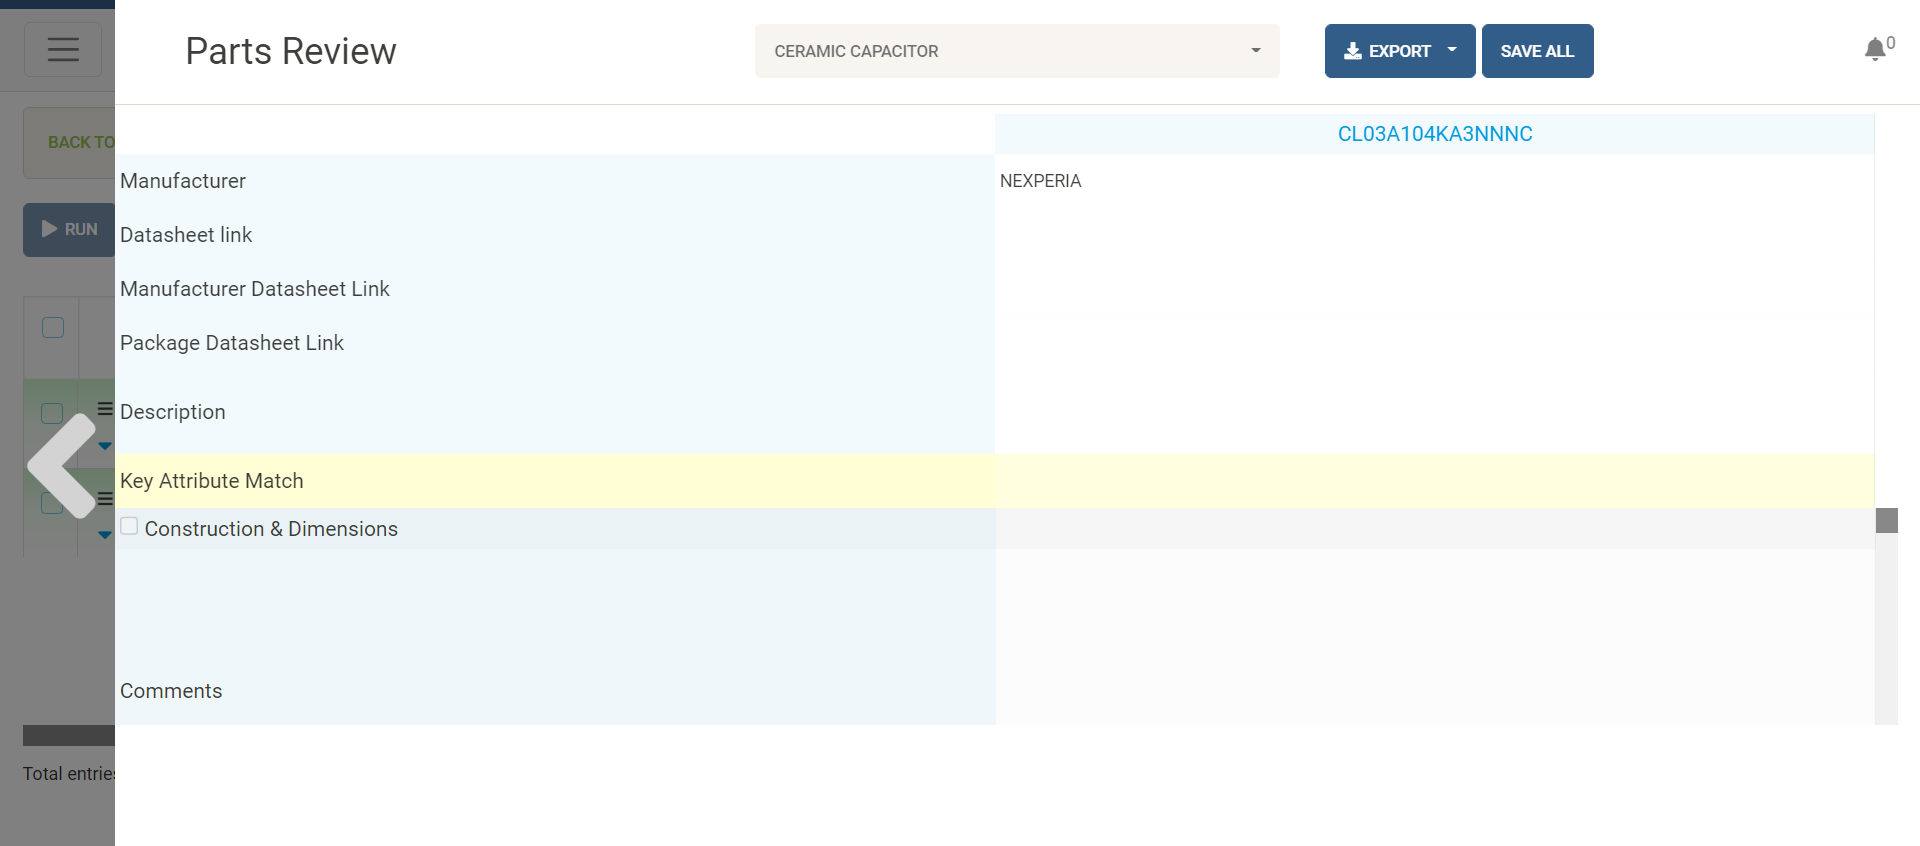 Parts Review
CERAMIC CAPACITOR
EXPORT
SAVE ALL
0
BACK TO
RUN
CL03A104KA3NNNC
Manufacturer
NEXPERIA
Datasheet link
Manufacturer Datasheet Link
Package Datasheet Link
Description
Key Attribute Match
Construction & Dimensions
Comments
Total entries